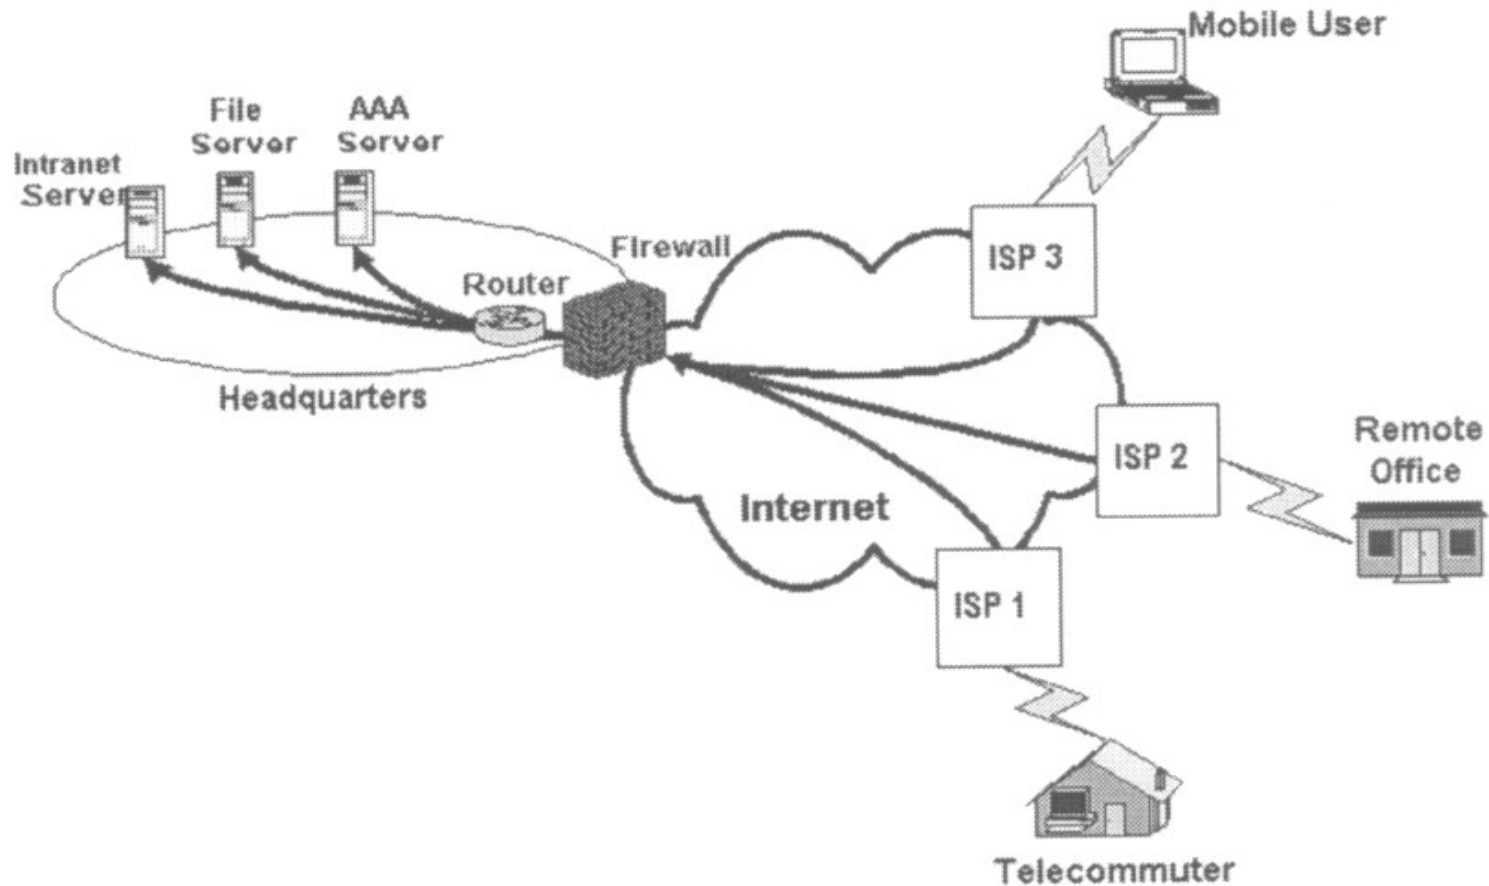 Mobile User
File
Server
AAA
Server
Intranet
Server
Firewall
Router
ISP 3
Headquarters
ISP 2
Remote
Office
Internet
ISP 1
Telecommuter